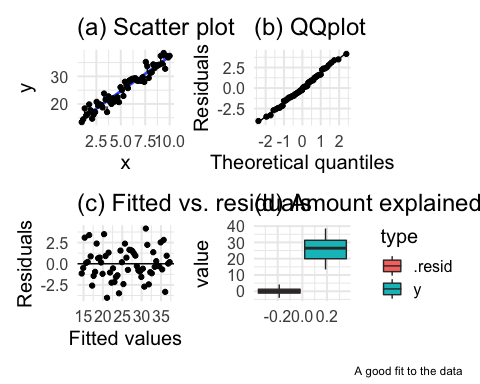 (a) Scatter plot
(b) QQplot
y
30
20
2.5 5.0 7.5 10.0
x
Residuals
2.5
0.0
-2.5
-2 -1 0 1 2
Theoretical quantiles
(c) Fitted vs. residuals
(d) Amount explained
Residuals
2.5
0.0
-2.5
15 20 25 30 35
Fitted values
value
40
30
20
10
0
-0.2 0.0 0.2
type
.resid
y
A good fit to the data